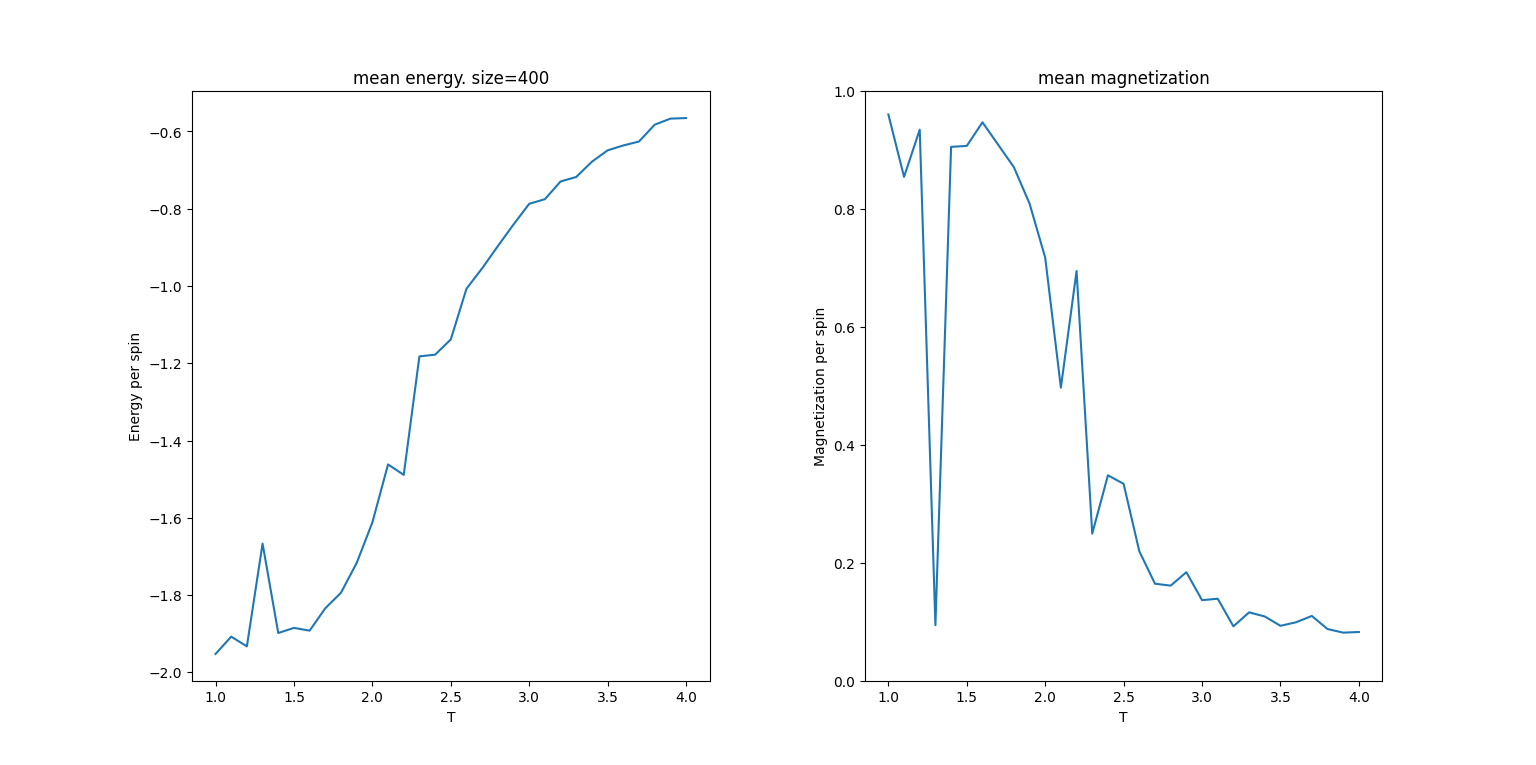 mean energy. size=400
Energy per spin
−0.6
−0.8
−1.0
−1.2
−1.4
−1.6
−1.8
−2.0
1.0 1.5 2.0 2.5 3.0 3.5 4.0
T
mean magnetization
Magnetization per spin
1.0
0.8
0.6
0.4
0.2
0.0
1.0 1.5 2.0 2.5 3.0 3.5 4.0
T